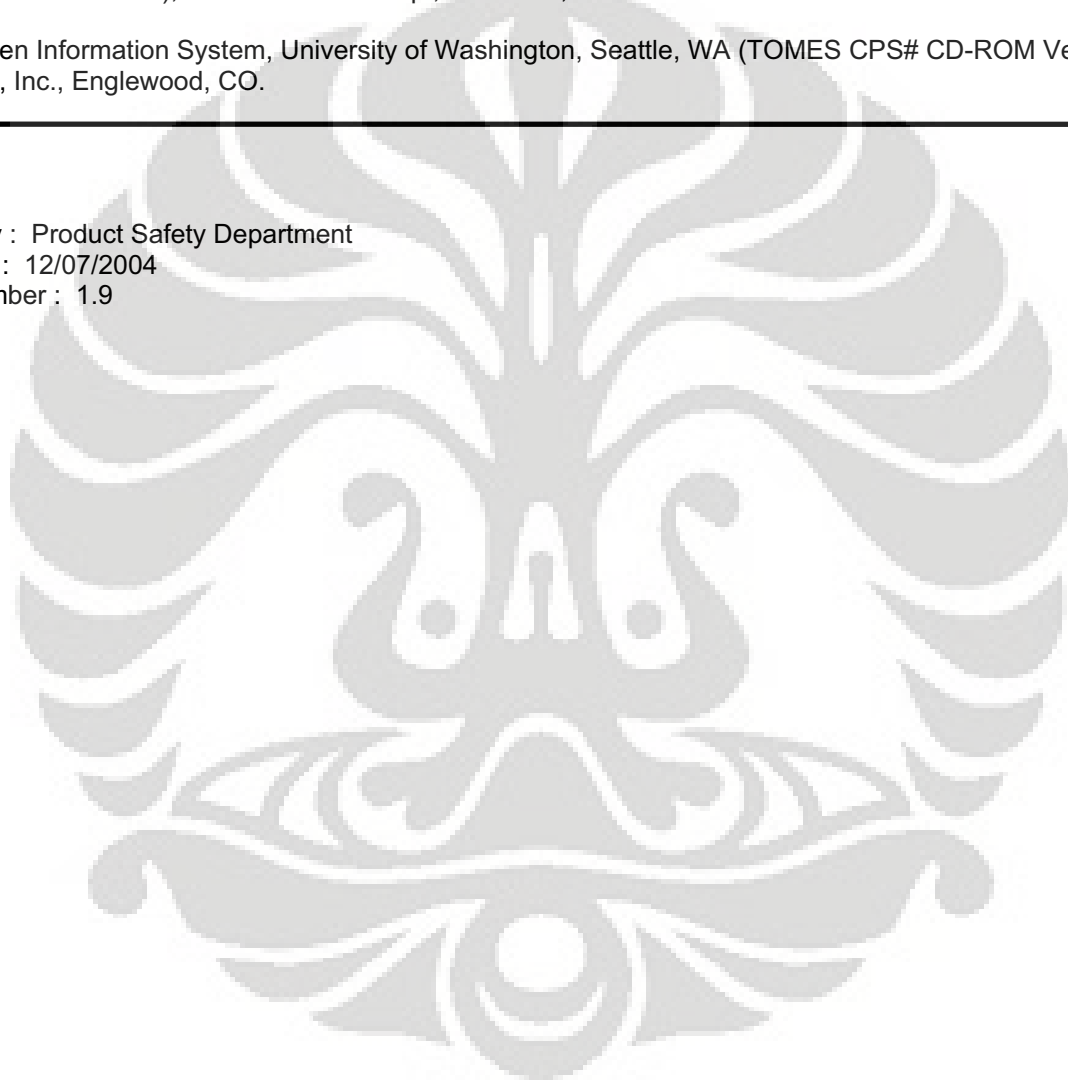 en Information System, University of Washington, Seattle, WA (TOMES CPS# CD-ROM Ve
, Inc., Englewood, CO.
: Product Safety Department
: 12/07/2004
nber : 1.9